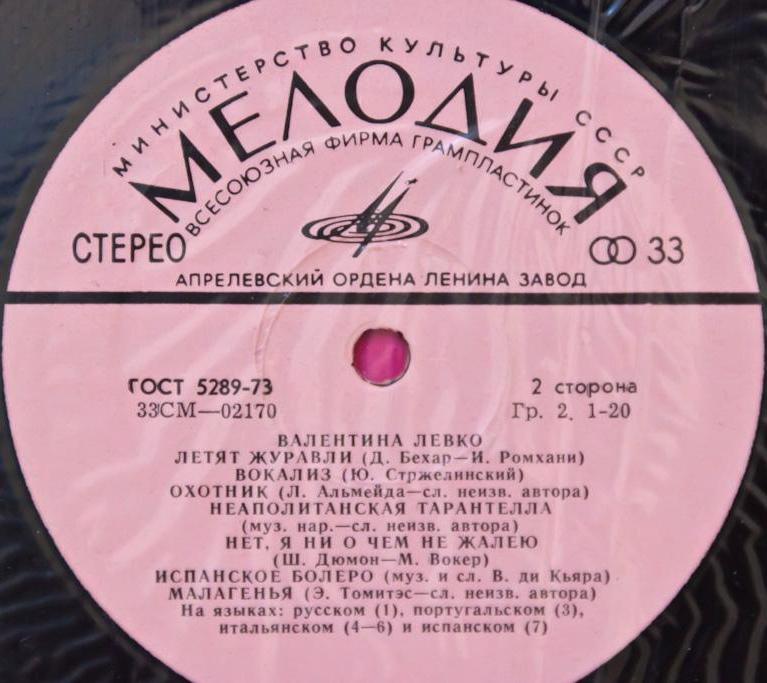 МИНИСТЕРСТВО КУЛЬТУРЫ СССР
МЕЛОДИЯ
ВСЕСОЮЗНАЯ ФИРМА ГРАМПЛАСТИНОК
СТЕРЕО
33
АПРЕЛЕВСКИЙ ОРДЕНА ЛЕНИНА ЗАВОД
ГОСТ 5289-73
2 сторона
33СМ—02170
Гр. 2. 1-20
ВАЛЕНТИНА ЛЕВКО
ЛЕТЯТ ЖУРАВЛИ (Д. Бехар—И. Ромхани)
ВОКАЛИЗ (Ю. Стржелинский)
ОХОТНИК (Л. Альмейда—сл. неизв. автора)
НЕАПОЛИТАНСКАЯ ТАРАНТЕЛЛА
(муз. нар.—сл. неизв. автора)
НЕТ, Я НИ О ЧЕМ НЕ ЖАЛЕЮ
(Ш. Дюмон—М. Вокер)
ИСПАНСКОЕ БОЛЕРО (муз. и сл. В. ди Кьяра)
МАЛАГЕНЬЯ (Э. Томитэс—сл. неизв. автора)
На языках: русском (1), португальском (3),
итальянском (4—6) и испанском (7)